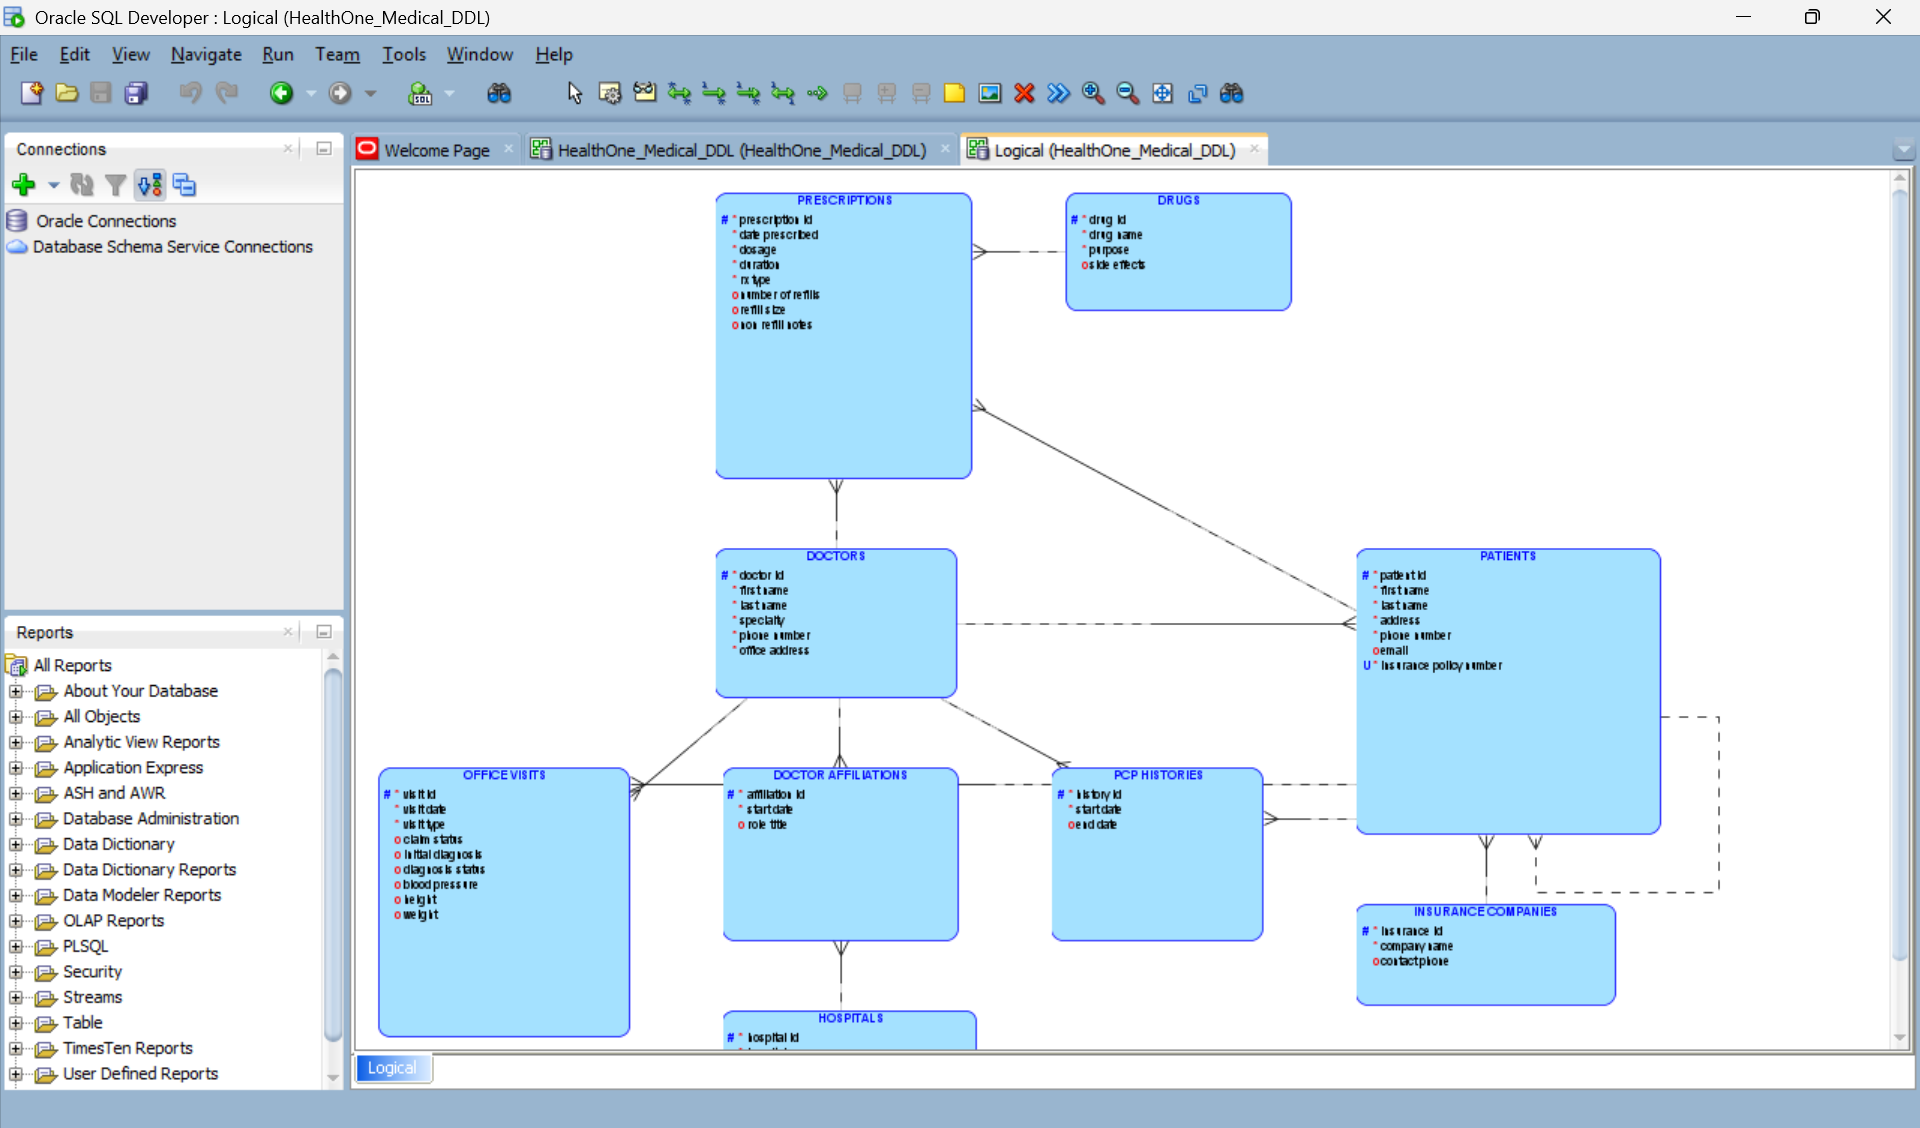 Oracle SQL Developer : Logical (HealthOne_Medical_DDL)
File Edit View Navigate Run Team Tools Window Help
SQL
Connections
Oracle Connections
Database Schema Service Connections
Reports
All Reports
About Your Database
All Objects
Analytic View Reports
Application Express
ASH and AWR
Database Administration
Data Dictionary
Data Dictionary Reports
Data Modeler Reports
OLAP Reports
PLSQL
Security
Streams
Table
TimesTen Reports
User Defined Reports
Welcome Page
HealthOne_Medical_DDL (HealthOne_Medical_DDL)
Logical (HealthOne_Medical_DDL)
PRESCRIPTIONS
# * prescription id
* date prescribed
* dosage
* duration
* rx type
o number of refills
o refill size
o non refill notes
DRUGS
# * drug id
* drug name
* purpose
o side effects
DOCTORS
# * doctor id
* first name
* last name
* specialty
* phone number
* office address
PATIENTS
# * patient id
* first name
* last name
* address
* phone number
o email
U * insurance policy number
OFFICE VISITS
# * visit id
* visit date
* visit type
o claim status
o initial diagnosis
o diagnosis status
o blood pressure
o height
o weight
DOCTOR AFFILIATIONS
# * affiliation id
* start date
o role title
PCP HISTORIES
# * history id
* start date
o end date
INSURANCE COMPANIES
# * insurance id
* company name
o contact phone
HOSPITALS
# * hospital id
Logical